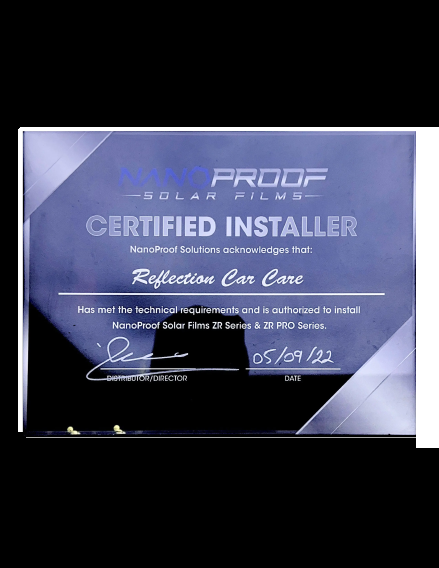 NANOPROOF
SOLAR FILMS
CERTIFIED INSTALLER
NanoProof Solutions acknowledges that:
Reflection Car Care
Has met the technical requirements and is authorized to install
NanoProof Solar Films ZR Series & ZR PRO Series.
05/09/22
DISTRIBUTOR/DIRECTOR DATE